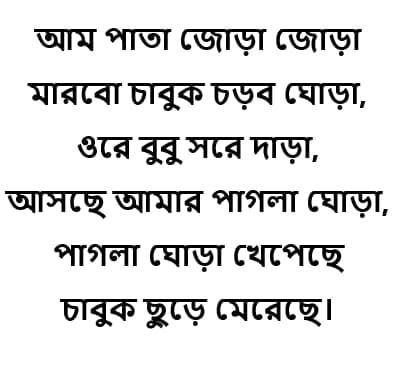 আম পাতা জোড়া জোড়া
মারবো চাবুক চড়ব ঘোড়া,
ওরে বুবু সরে দাড়া,
আসছে আমার পাগলা ঘোড়া,
পাগলা ঘোড়া খেপেছে
চাবুক ছুড়ে মেরেছে।